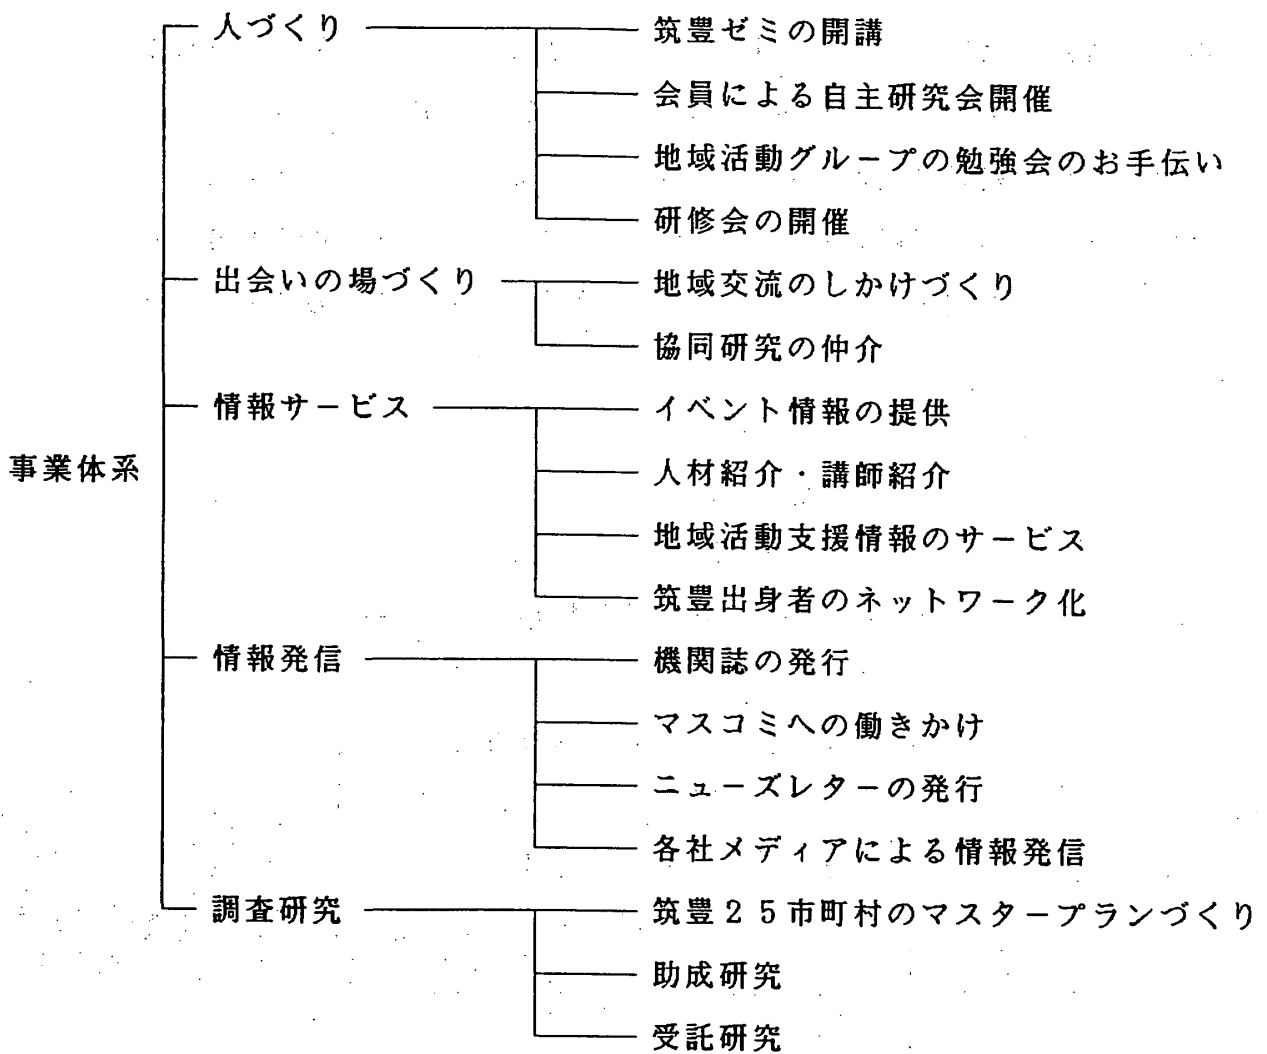 事業体系
人づくり
筑豊ゼミの開講
会員による自主研究会開催
地域活動グループの勉強会のお手伝い
研修会の開催
出会いの場づくり
地域交流のしかけづくり
協同研究の仲介
情報サービス
イベント情報の提供
人材紹介・講師紹介
地域活動支援情報のサービス
筑豊出身者のネットワーク化
情報発信
機関誌の発行
マスコミへの働きかけ
ニューズレターの発行
各社メディアによる情報発信
調査研究
筑豊25市町村のマスタープランづくり
助成研究
受託研究